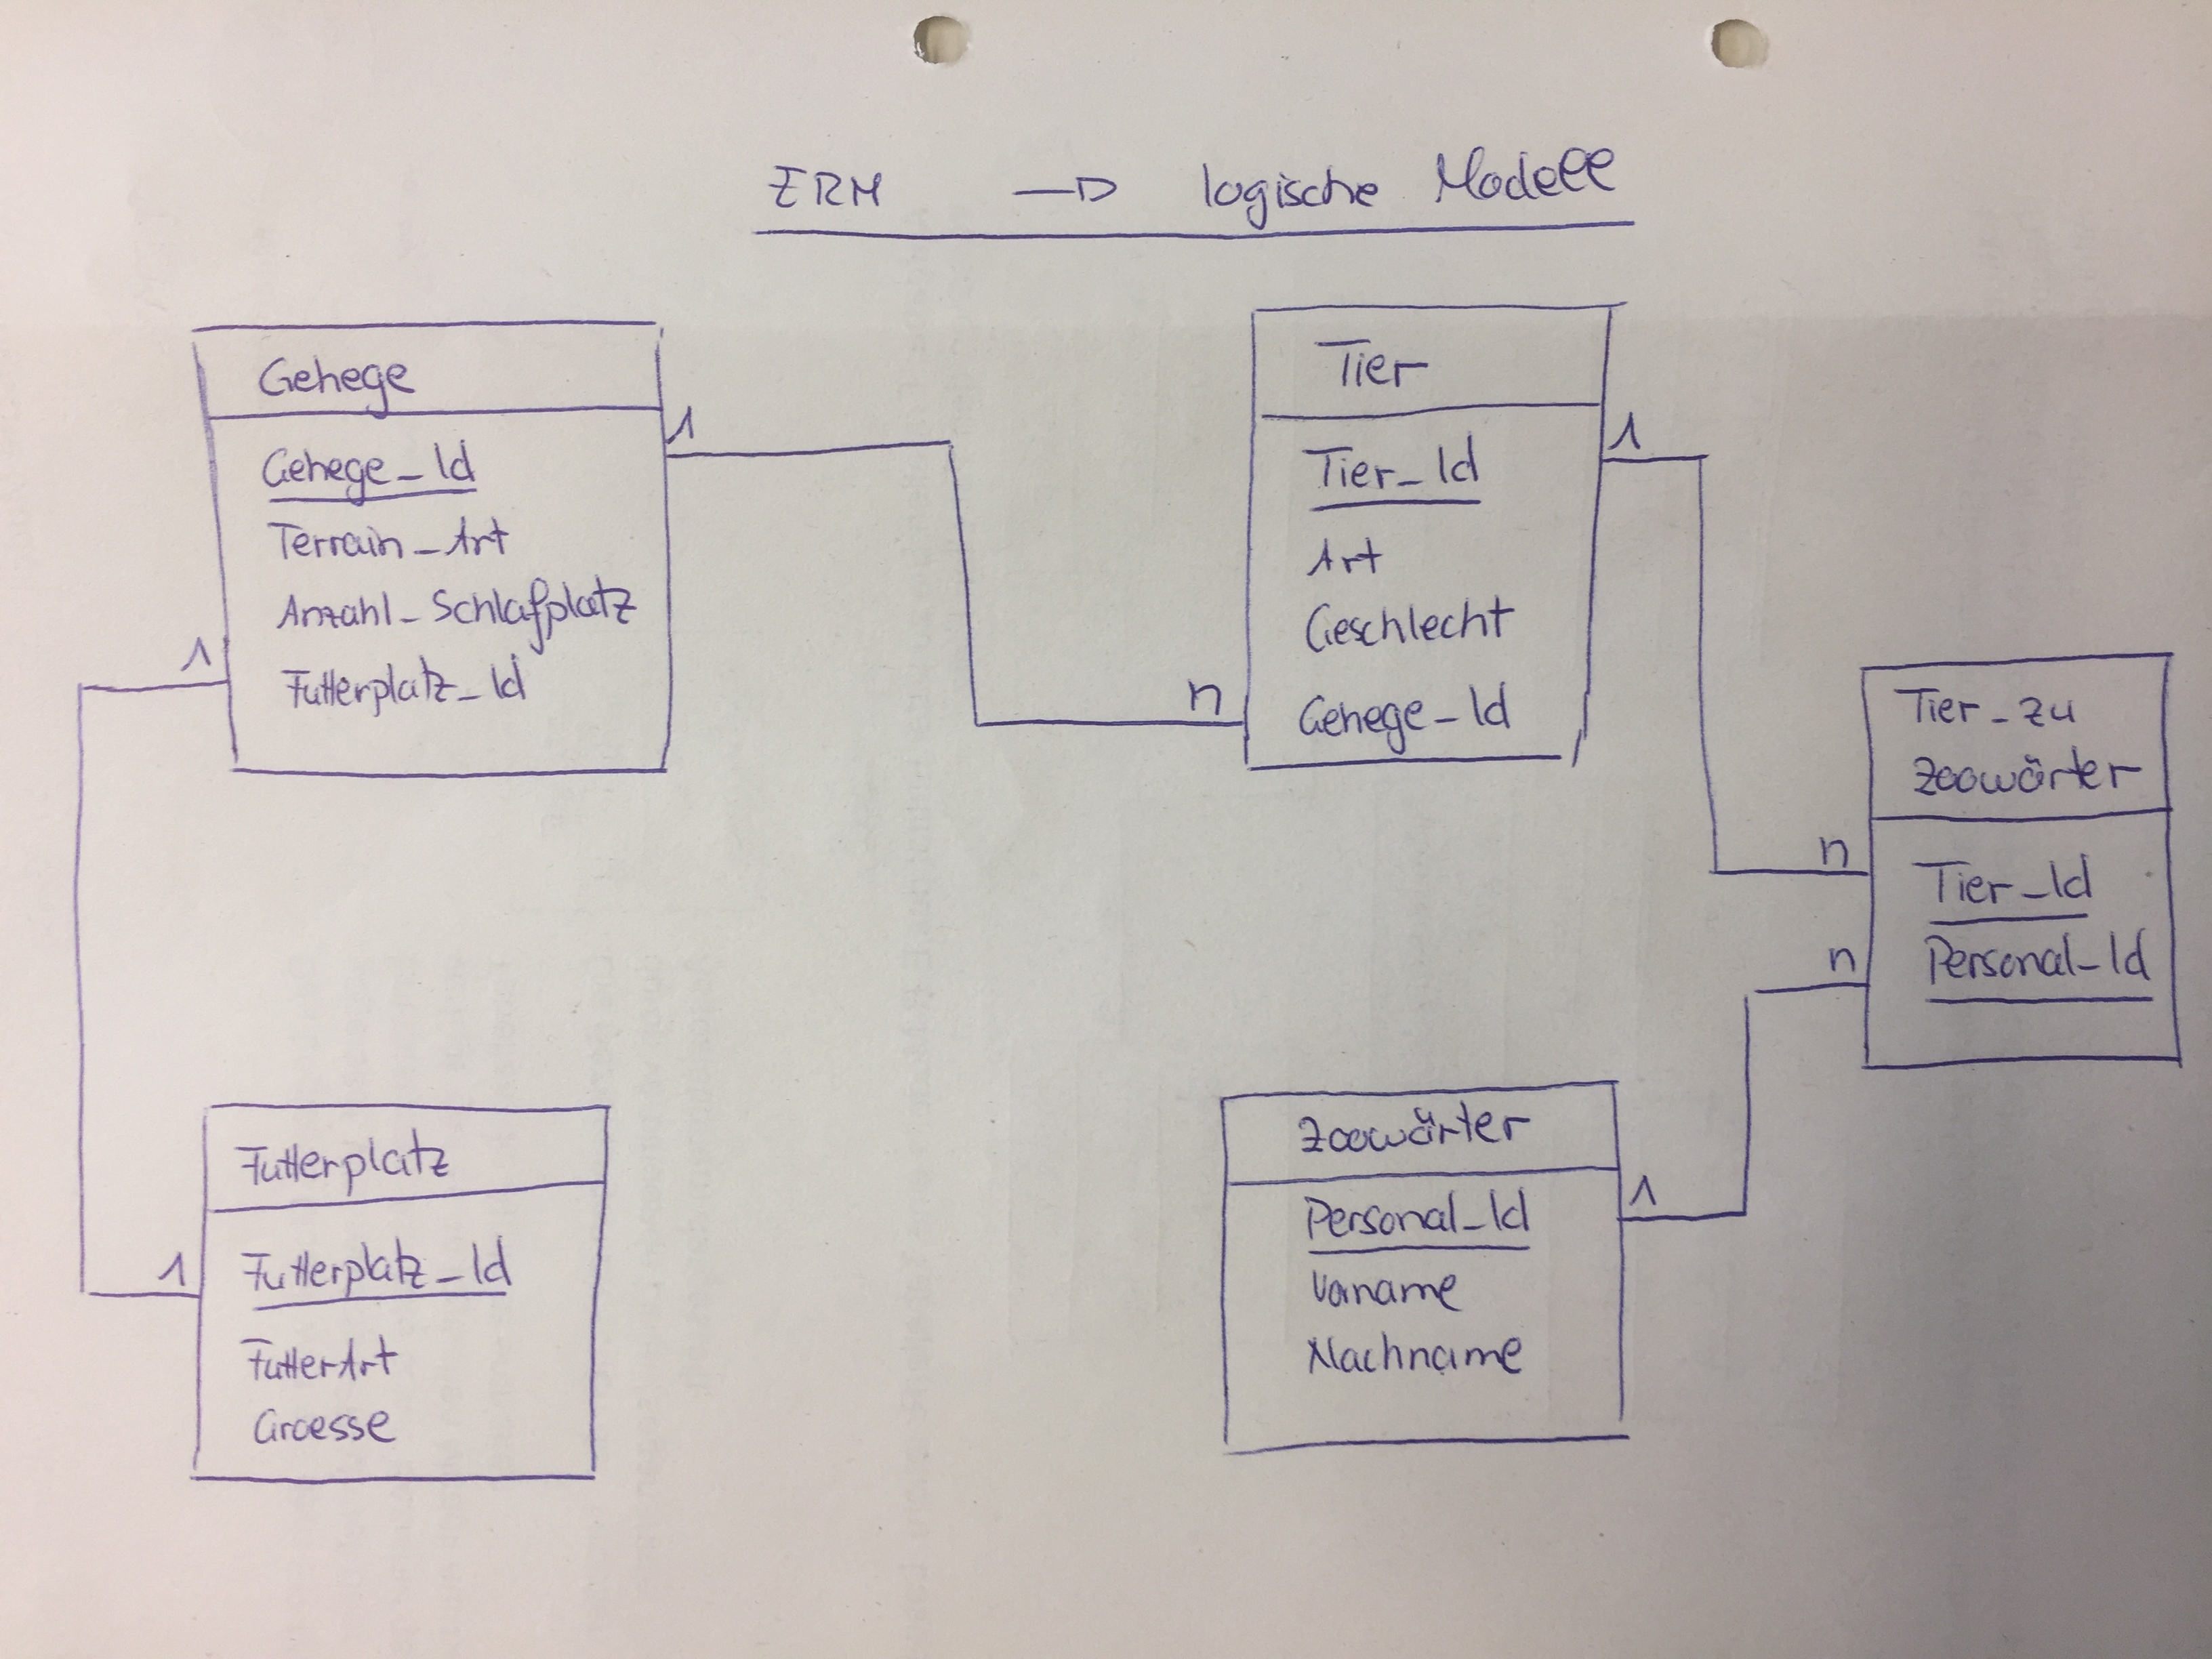 ERM → logische Modell
Gehege
Gehege_Id
Terrain_Art
Anzahl_Schlafplatz
Futterplatz_Id
1
1
Tier
Tier_Id
Art
Geschlecht
Gehege_Id
n
1
Futterplatz
Futterplatz_Id
FutterArt
Groesse
1
Zoowärter
Personal_Id
Vorname
Nachname
1
Tier_zu
Zoowärter
Tier_Id
Personal_Id
n
n